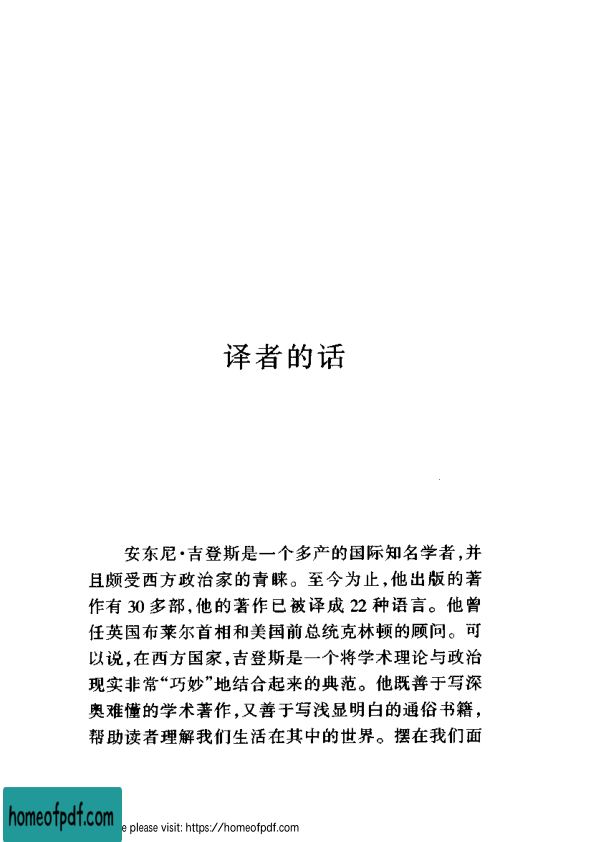 译者的话
安东尼·吉登斯是一个多产的国际知名学者,并
且颇受西方政治家的青睐。至今为止,他出版的著
作有 30 多部,他的著作已被译成 22 种语言。他曾
任英国布莱尔首相和美国前总统克林顿的顾问。可
以说,在西方国家,吉登斯是一个将学术理论与政治
现实非常“巧妙”地结合起来的典范。他既善于写深
奥难懂的学术著作,又善于写浅显明白的通俗书籍,
帮助读者理解我们生活在其中的世界。摆在我们面
homeofpdf.com
e please visit: https://homeofpdf.com